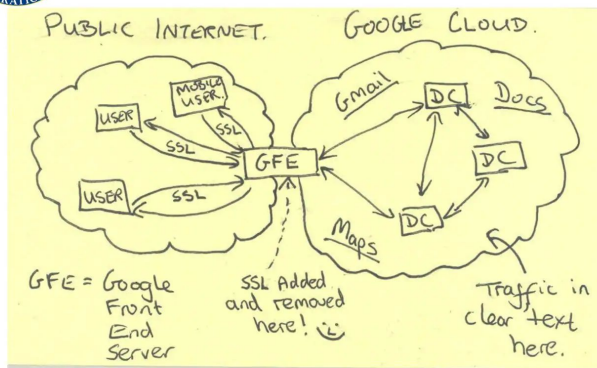 PUBLIC INTERNET.
GOOGLE CLOUD.
MOBILE
USER
USER
SSL
SSL
USER
SSL
GFE
Gmail
DC
Docs
DC
DC
Maps
GFE = Google
Front
End
Server
SSL Added
and removed
here!
Traffic in
clear text
here.